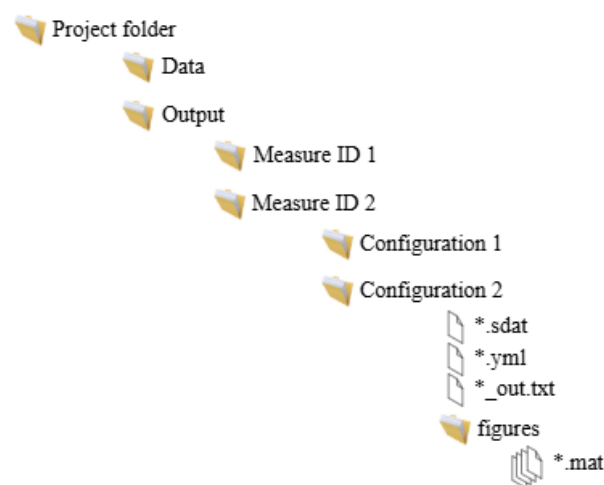 Project folder
Data
Output
Measure ID 1
Measure ID 2
Configuration 1
Configuration 2
*.sdat
*.yml
*_out.txt
figures
*.mat